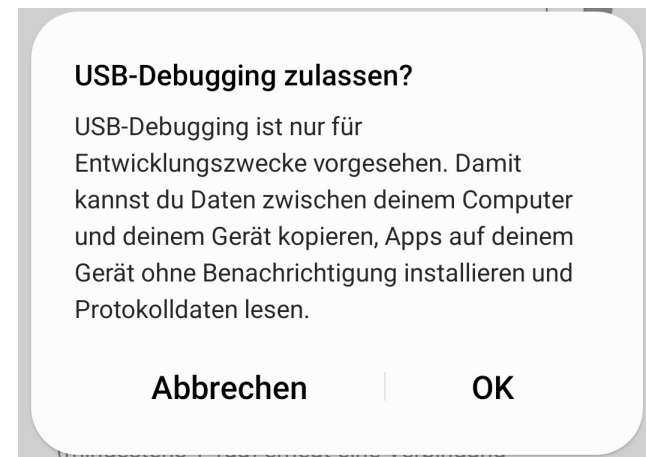 USB-Debugging zulassen?
USB-Debugging ist nur für
Entwicklungszwecke vorgesehen. Damit
kannst du Daten zwischen deinem Computer
und deinem Gerät kopieren, Apps auf deinem
Gerät ohne Benachrichtigung installieren und
Protokolldaten lesen.
Abbrechen
OK